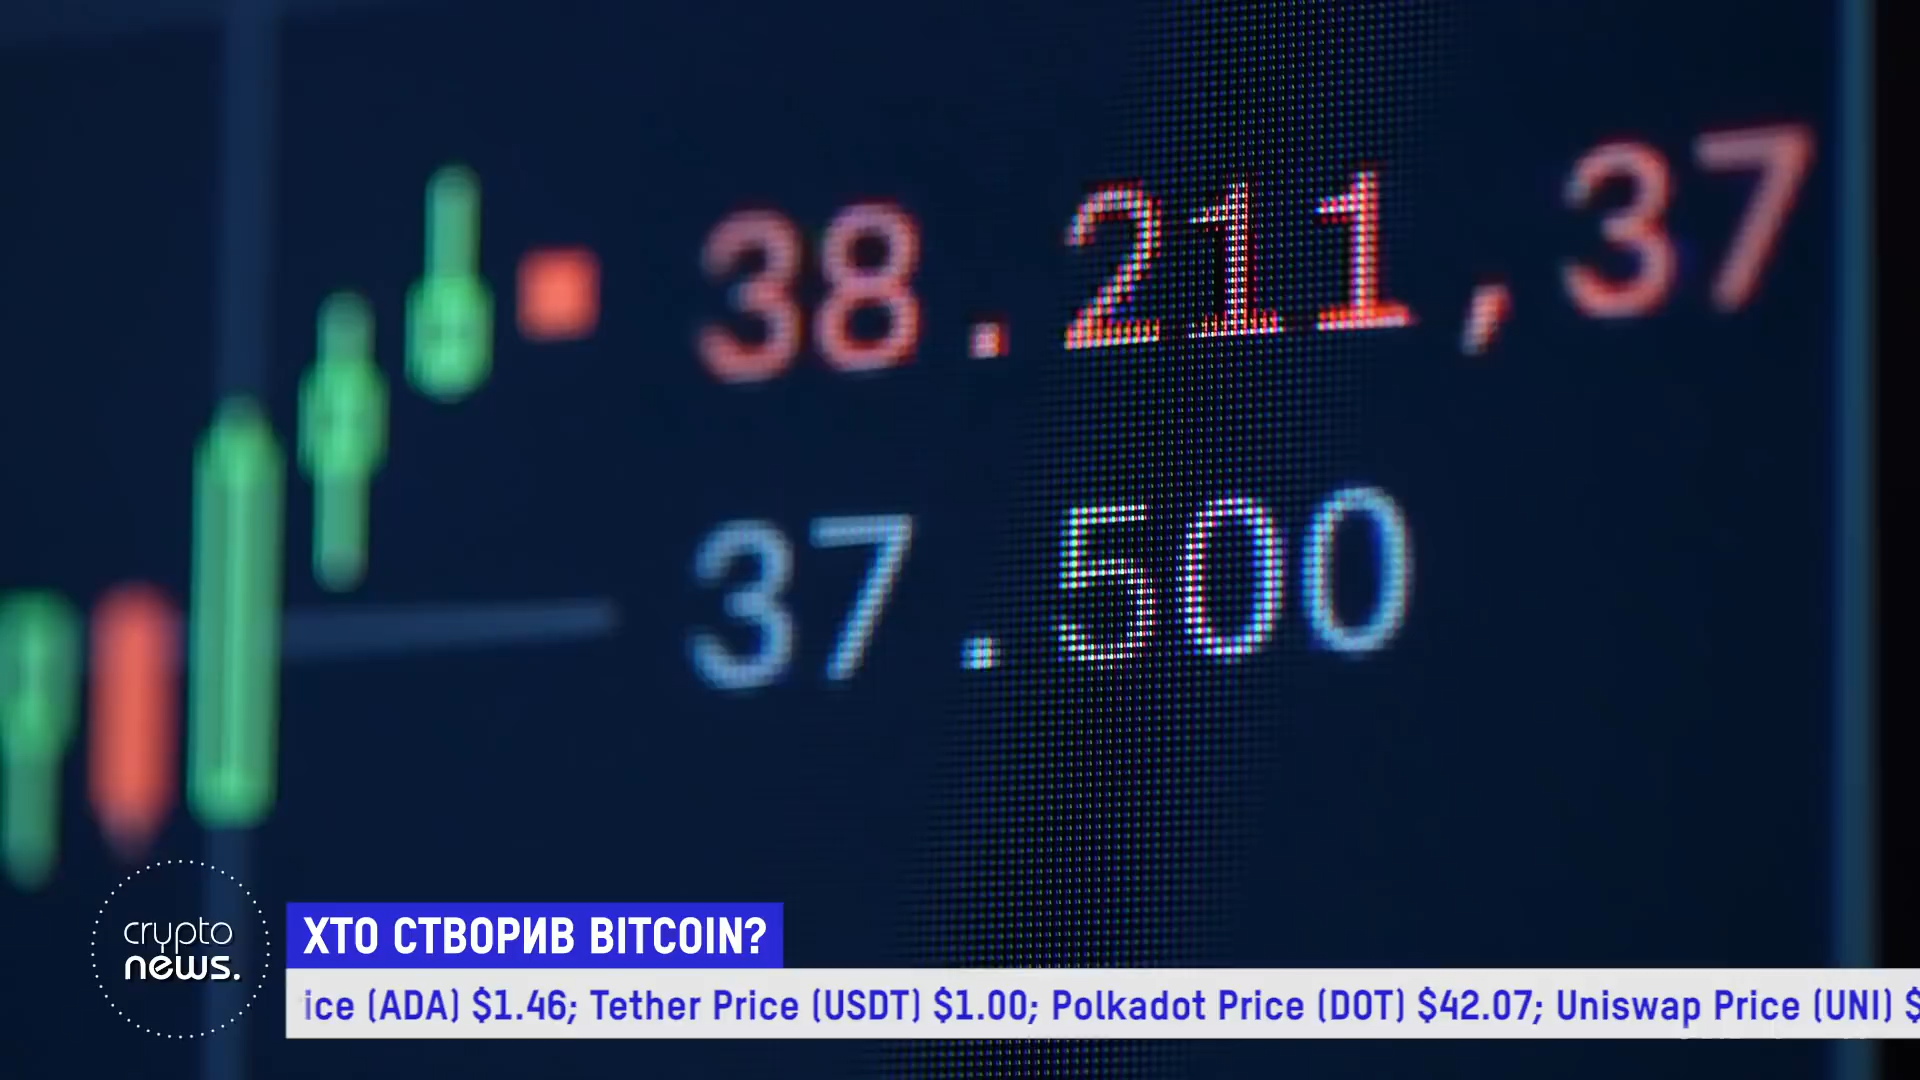 38.211,37
37.500
crypto
news.
ХТО СТВОРИВ BITCOIN?
ice (ADA) $1.46; Tether Price (USDT) $1.00; Polkadot Price (DOT) $42.07; Uniswap Price (UNI) $